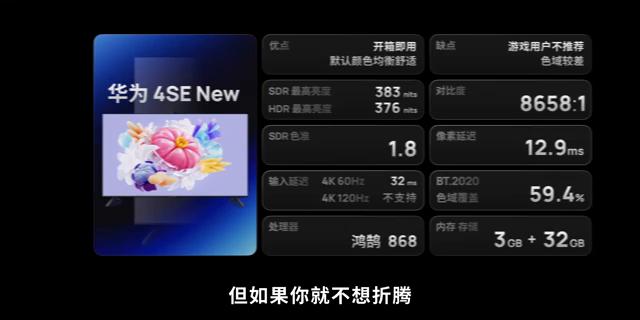 华为 4SE New
优点
开箱即用
默认颜色均衡舒适
缺点
游戏用户不推荐
色域较差
SDR 最高亮度 383 nits
HDR 最高亮度 376 nits
对比度
8658:1
SDR 色准
1.8
像素延迟
12.9ms
输入延迟 4K 60Hz 32 ms
4K 120Hz 不支持
BT.2020
色域覆盖
59.4%
处理器
鸿鹄 868
内存 存储
3GB + 32GB
但如果你就不想折腾